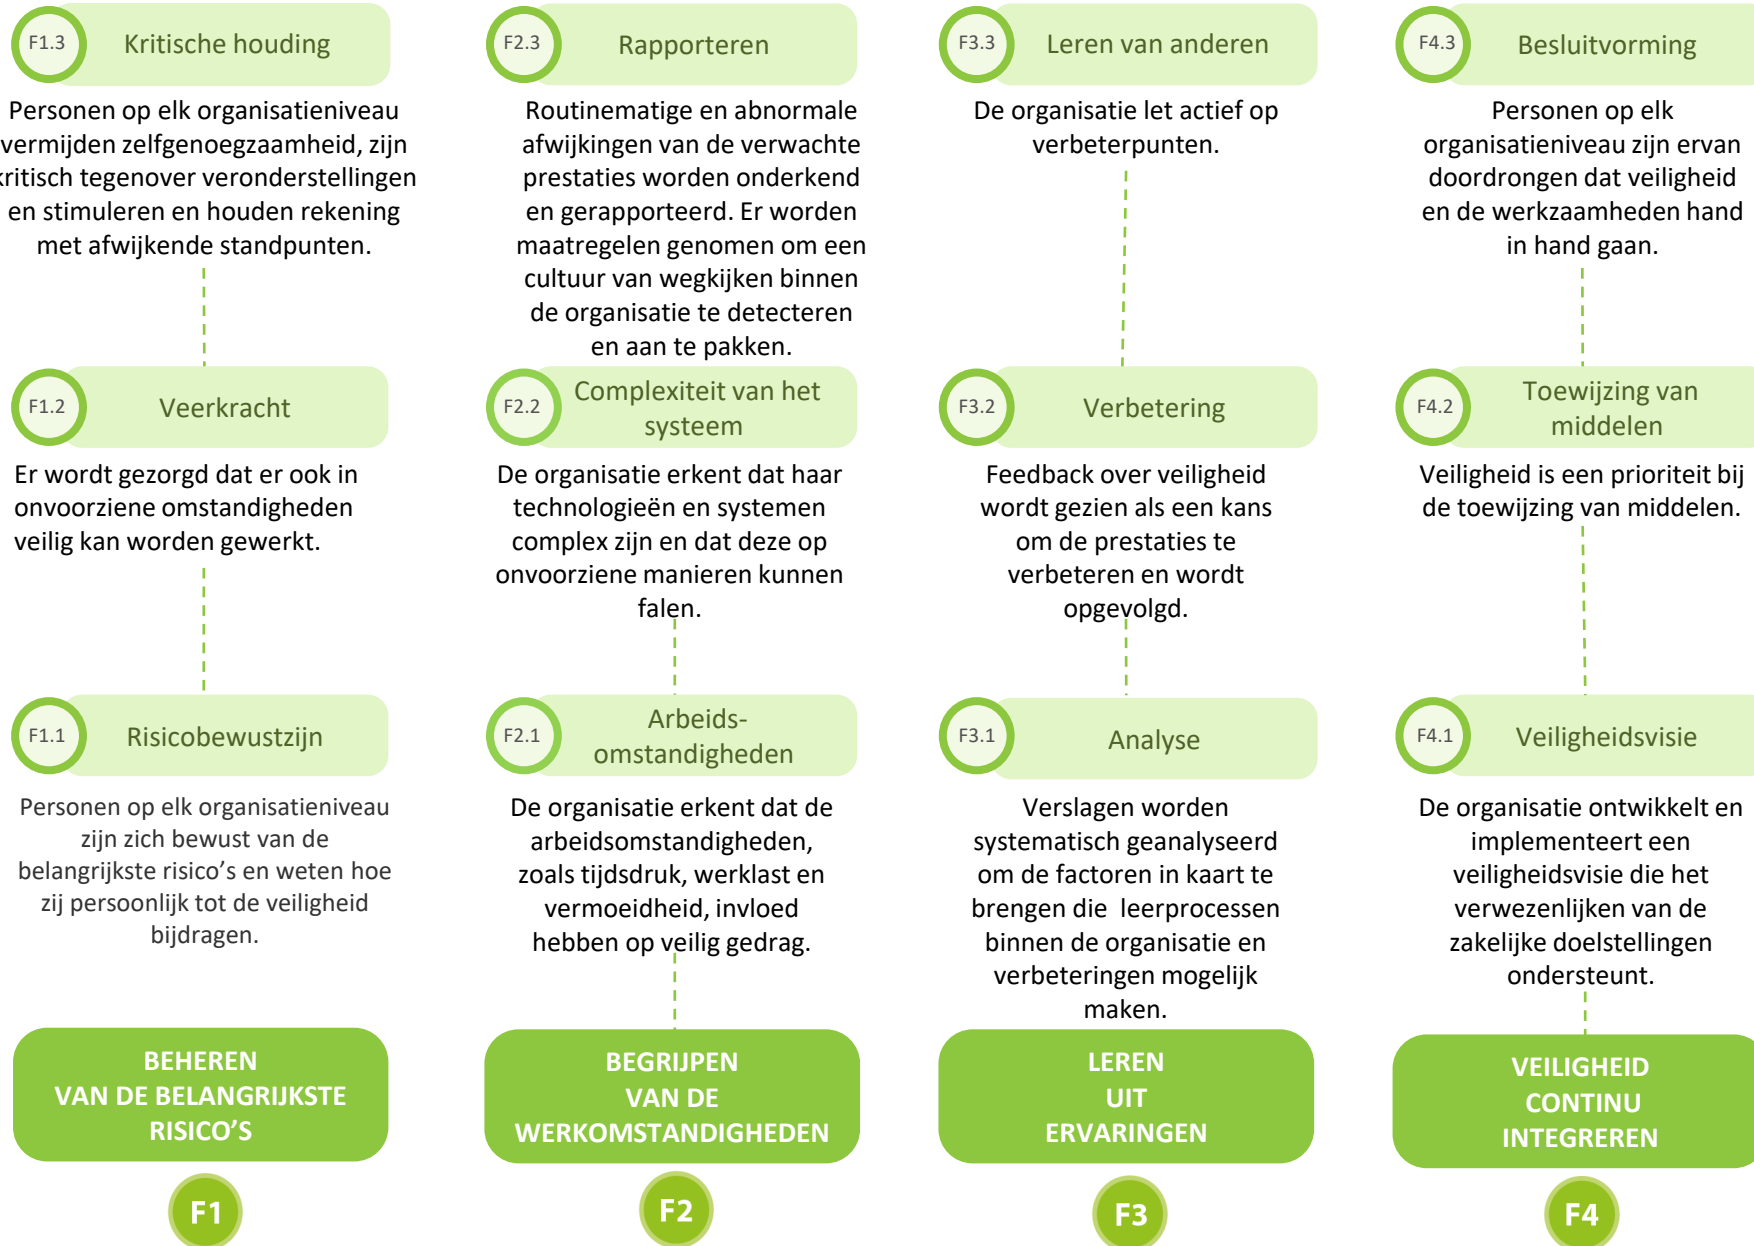 F1.3
Kritische houding
Personen op elk organisatieniveau
vermijden zelfgenoegzaamheid, zijn
kritisch tegenover veronderstellingen
en stimuleren en houden rekening
met afwijkende standpunten.
F1.2
Veerkracht
Er wordt gezorgd dat er ook in
onvoorziene omstandigheden
veilig kan worden gewerkt.
F1.1
Risicobewustzijn
Personen op elk organisatieniveau
zijn zich bewust van de
belangrijkste risico’s en weten hoe
zij persoonlijk tot de veiligheid
bijdragen.
BEHEREN
VAN DE BELANGRIJKSTE
RISICO’S
F1
F2.3
Rapporteren
Routinematige en abnormale
afwijkingen van de verwachte
prestaties worden onderkend
en gerapporteerd. Er worden
maatregelen genomen om een
cultuur van wegkijken binnen
de organisatie te detecteren
en aan te pakken.
F2.2
Complexiteit van het
systeem
De organisatie erkent dat haar
technologieën en systemen
complex zijn en dat deze op
onvoorziene manieren kunnen
falen.
F2.1
Arbeids-
omstandigheden
De organisatie erkent dat de
arbeidsomstandigheden,
zoals tijdsdruk, werklast en
vermoeidheid, invloed
hebben op veilig gedrag.
BEGRIJPEN
VAN DE
WERKOMSTANDIGHEDEN
F2
F3.3
Leren van anderen
De organisatie let actief op
verbeterpunten.
F3.2
Verbetering
Feedback over veiligheid
wordt gezien als een kans
om de prestaties te
verbeteren en wordt
opgevolgd.
F3.1
Analyse
Verslagen worden
systematisch geanalyseerd
om de factoren in kaart te
brengen die  leerprocessen
binnen de organisatie en
verbeteringen mogelijk
maken.
LEREN
UIT
ERVARINGEN
F3
F4.3
Besluitvorming
Personen op elk
organisatieniveau zijn ervan
doordrongen dat veiligheid
en de werkzaamheden hand
in hand gaan.
F4.2
Toewijzing van
middelen
Veiligheid is een prioriteit bij
de toewijzing van middelen.
F4.1
Veiligheidsvisie
De organisatie ontwikkelt en
implementeert een
veiligheidsvisie die het
verwezenlijken van de
zakelijke doelstellingen
ondersteunt.
VEILIGHEID
CONTINU
INTEGREREN
F4